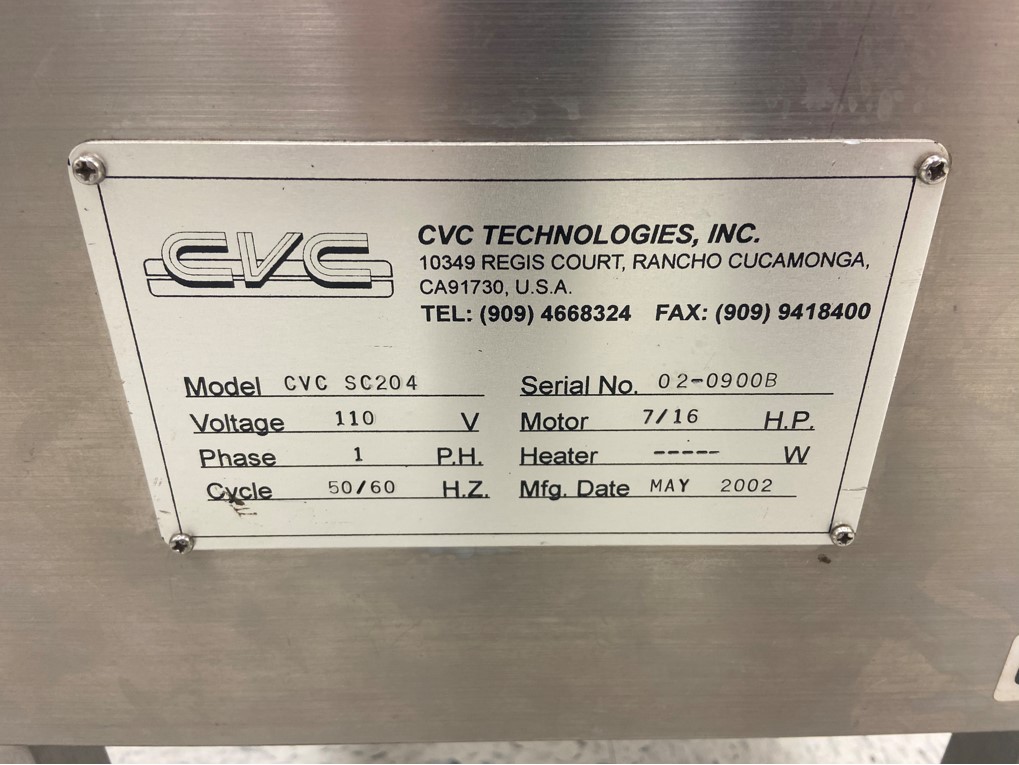 CVC
CVC TECHNOLOGIES, INC.
10349 REGIS COURT, RANCHO CUCAMONGA,
CA91730, U.S.A.
TEL: (909) 4668324 FAX: (909) 9418400
Model CVC SC204 Serial No. 02-0900B
Voltage 110 V Motor 7/16 H.P.
Phase 1 P.H. Heater ----- W
Cycle 50/60 H.Z. Mfg. Date MAY 2002